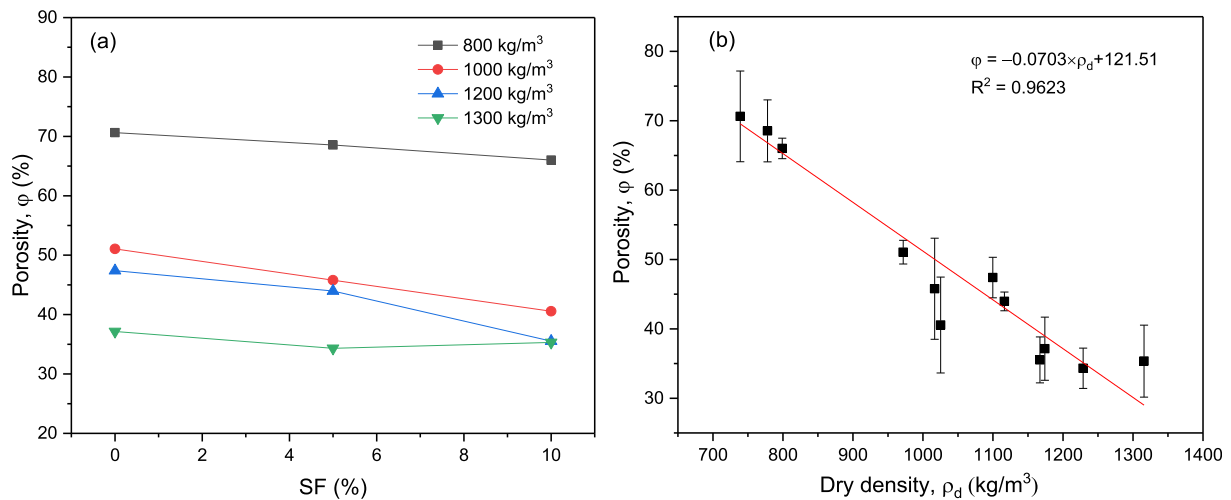 (a)
800 kg/m³
1000 kg/m³
1200 kg/m³
1300 kg/m³
90
80
70
60
50
40
30
20
Porosity, φ (%)
0 2 4 6 8 10
SF (%)
(b)
φ = −0.0703×ρd+121.51
R² = 0.9623
80
70
60
50
40
30
Porosity, φ (%)
700 800 900 1000 1100 1200 1300 1400
Dry density, ρd (kg/m³)